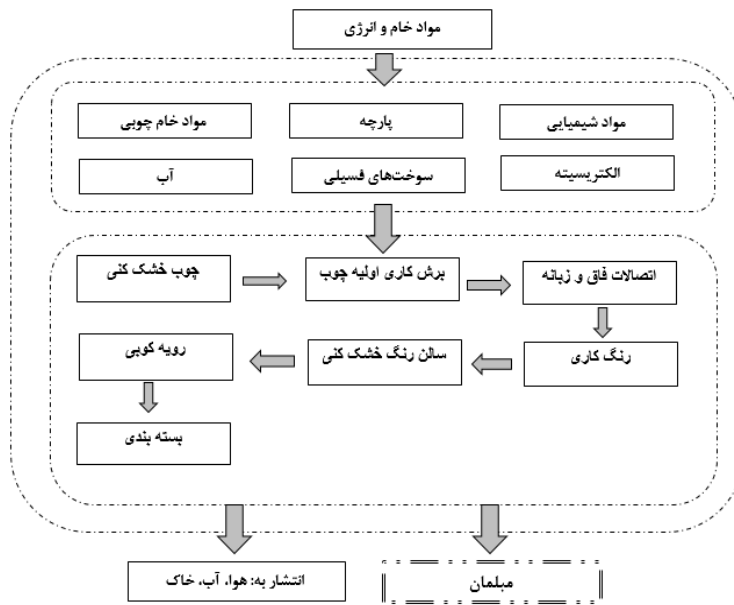 مواد خام و انرژی
مواد شیمیایی
پارچه
مواد خام چوبی
الکتریسیته
سوخت‌های فسیلی
آب
چوب خشک کنی
برش کاری اولیه چوب
اتصالات فاق و زبانه
رنگ کاری
سالن رنگ خشک کنی
رویه کوبی
بسته بندی
مبلمان
انتشار به: هوا، آب، خاک